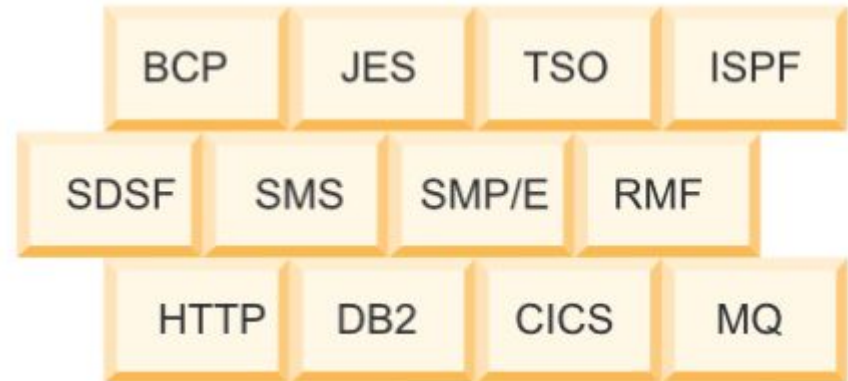 BCP JES TSO ISPF
SDSF SMS SMP/E RMF
HTTP DB2 CICS MQ